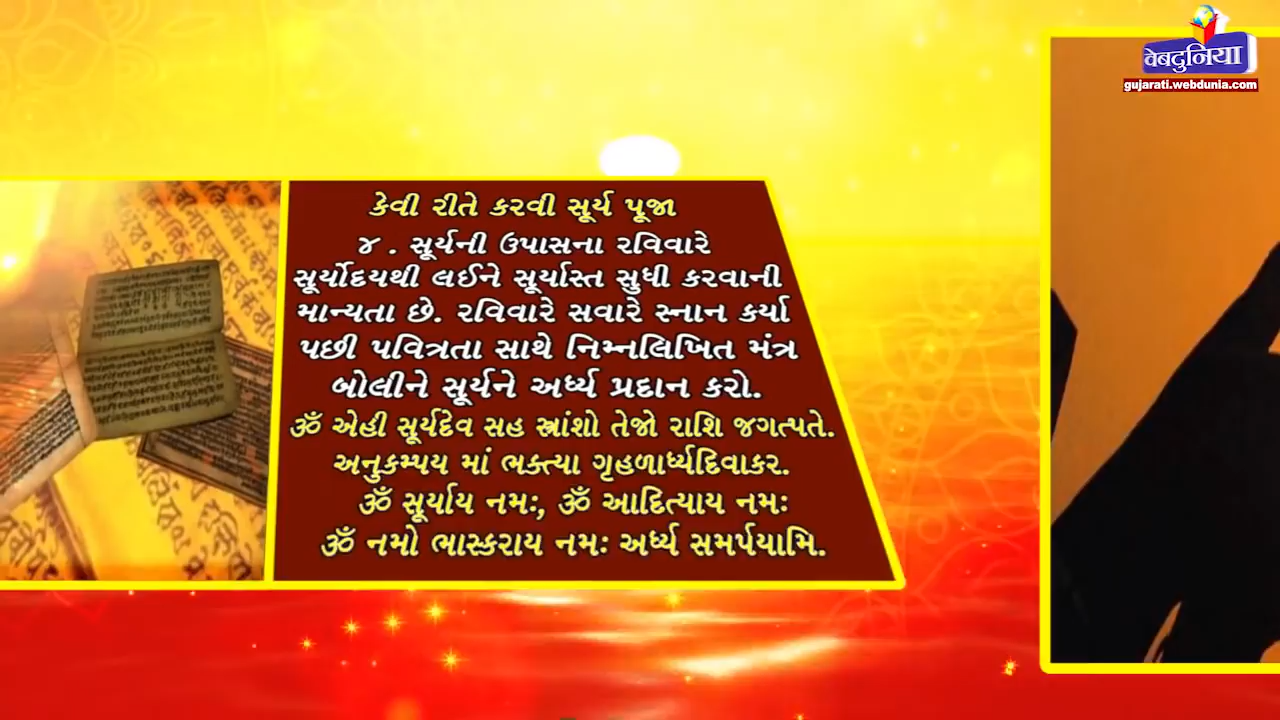 वेबदुनिया
gujarati.webdunia.com
કેવી રીતે કરવી સૂર્ય પૂજા
૪ . સૂર્યની ઉપાસના રવિવારે
સૂર્યોદયથી લઈને સૂર્યાસ્ત સુધી કરવાની
માન્યતા છે. રવિવારે સવારે સ્નાન કર્યા
પછી પવિત્રતા સાથે નિમ્નલિખિત મંત્ર
બોલીને સૂર્યને અર્ધ્ય પ્રદાન કરો.
ૐ એહી સૂર્યદેવ સહ સ્ત્રાંશો તેજો રાશિ જગત્પતે.
અનુકમ્પય માં ભક્ત્યા ગૃહળાર્ધ્યદિવાકર.
ૐ સૂર્યાય નમઃ, ૐ આદિત્યાય નમઃ
ૐ નમો ભાસ્કરાય નમઃ અર્ધ્ય સમર્પયામિ.